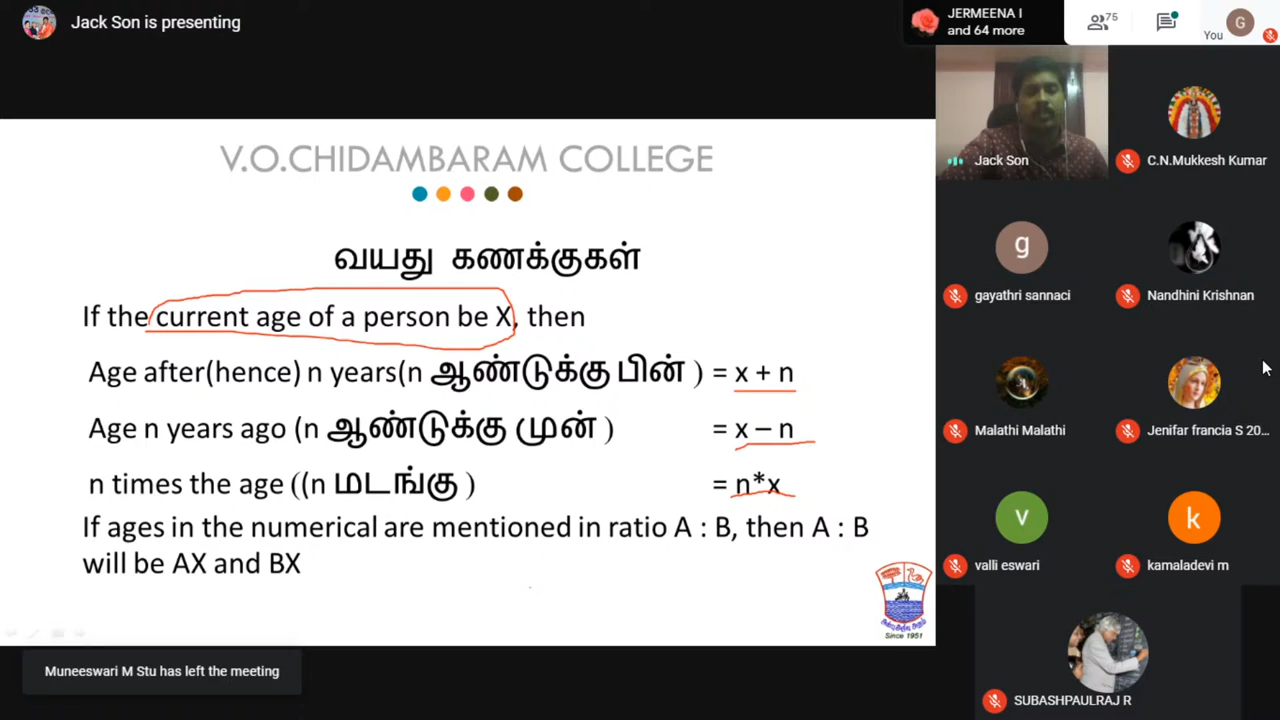 Jack Son is presenting
JERMEENA I
and 64 more
75
You
G
V.O.CHIDAMBARAM COLLEGE
வயது கணக்குகள்
If the current age of a person be X, then
Age after(hence) n years(n ஆண்டுக்கு பின் ) = x + n
Age n years ago (n ஆண்டுக்கு முன் ) = x – n
n times the age ((n மடங்கு ) = n*x
If ages in the numerical are mentioned in ratio A : B, then A : B
will be AX and BX
Since 1951
Muneeswari M Stu has left the meeting
Jack Son
C.N.Mukkesh Kumar
g
gayathri sannaci
Nandhini Krishnan
Malathi Malathi
Jenifar francia S 20...
v
valli eswari
k
kamaladevi m
SUBASHPAULRAJ R